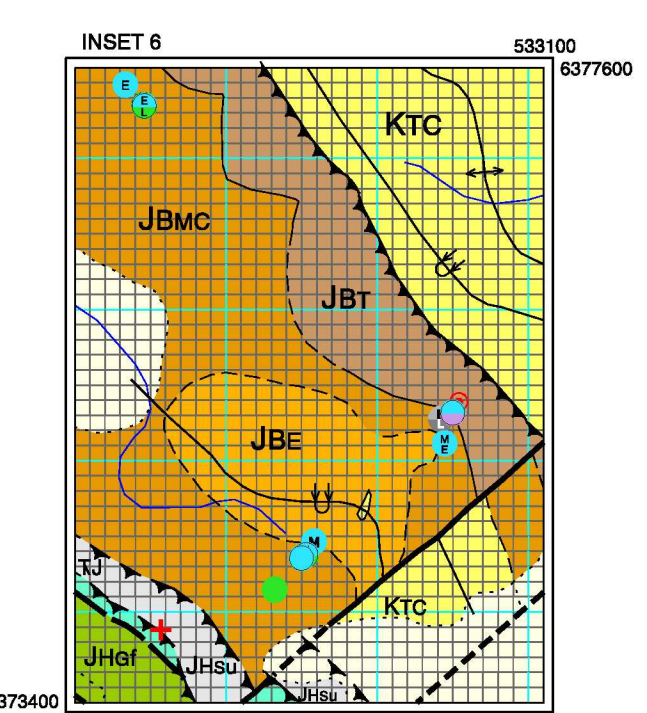 INSET 6
533100
6377600
E
E
L
KTC
JBMC
JBT
L
M
E
JBE
M
TJ
KTC
JHGf
JHSU
JHSU
373400